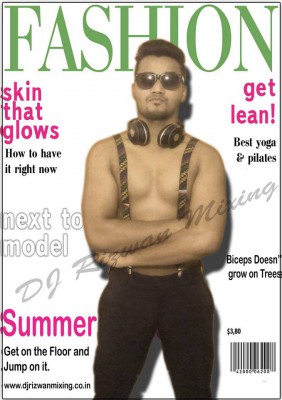 FASHION
skin
that
glows
How to have
it right now
get
lean!
Best yoga
& pilates
next to
model
DJ Rizwan Mixing
Biceps Doesn"
grow on Trees
Summer
Get on the Floor and
Jump on it.
www.djrizwanmixing.co.in
$3,80